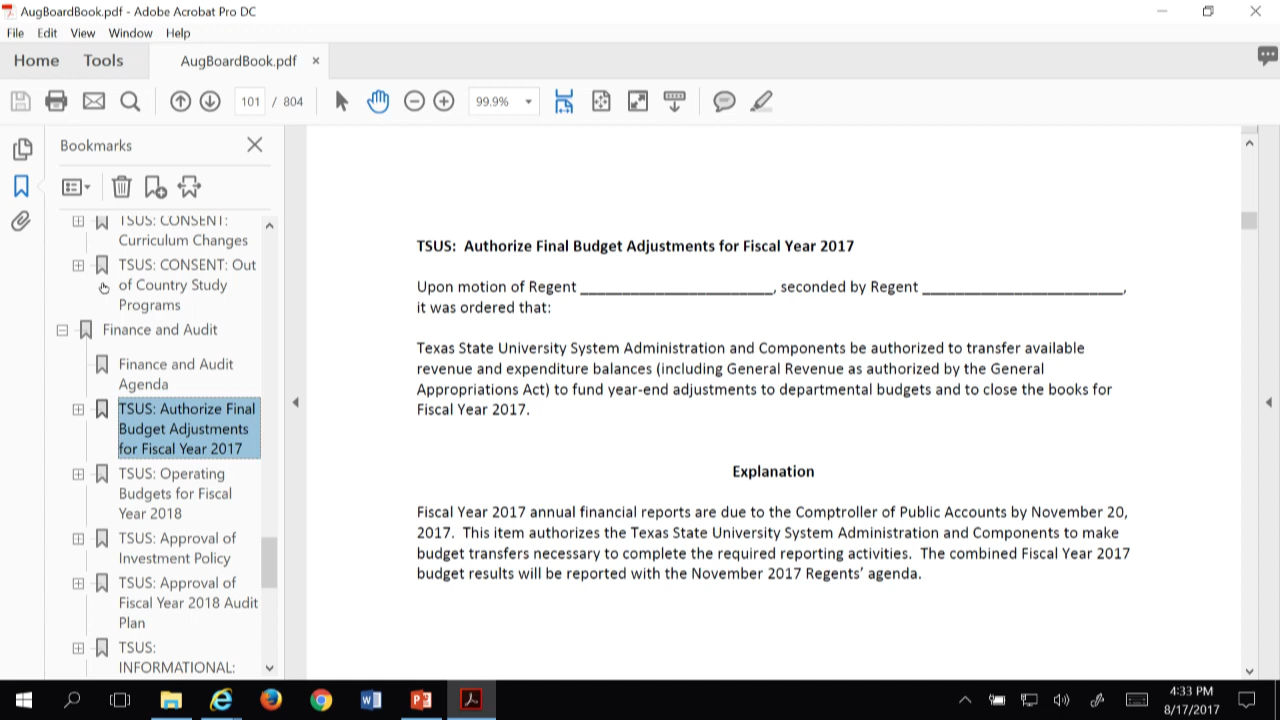 AugBoardBook.pdf - Adobe Acrobat Pro DC
File Edit View Window Help
Home Tools AugBoardBook.pdf ×
101 / 804 99.9%
Bookmarks
TSUS: CONSENT:
Curriculum Changes
TSUS: CONSENT: Out
of Country Study
Programs
Finance and Audit
Finance and Audit
Agenda
TSUS: Authorize Final
Budget Adjustments
for Fiscal Year 2017
TSUS: Operating
Budgets for Fiscal
Year 2018
TSUS: Approval of
Investment Policy
TSUS: Approval of
Fiscal Year 2018 Audit
Plan
TSUS:
INFORMATIONAL:
TSUS: Authorize Final Budget Adjustments for Fiscal Year 2017
Upon motion of Regent ________________________, seconded by Regent _________________________,
it was ordered that:
Texas State University System Administration and Components be authorized to transfer available
revenue and expenditure balances (including General Revenue as authorized by the General
Appropriations Act) to fund year-end adjustments to departmental budgets and to close the books for
Fiscal Year 2017.
Explanation
Fiscal Year 2017 annual financial reports are due to the Comptroller of Public Accounts by November 20,
2017. This item authorizes the Texas State University System Administration and Components to make
budget transfers necessary to complete the required reporting activities. The combined Fiscal Year 2017
budget results will be reported with the November 2017 Regents’ agenda.
4:33 PM
8/17/2017